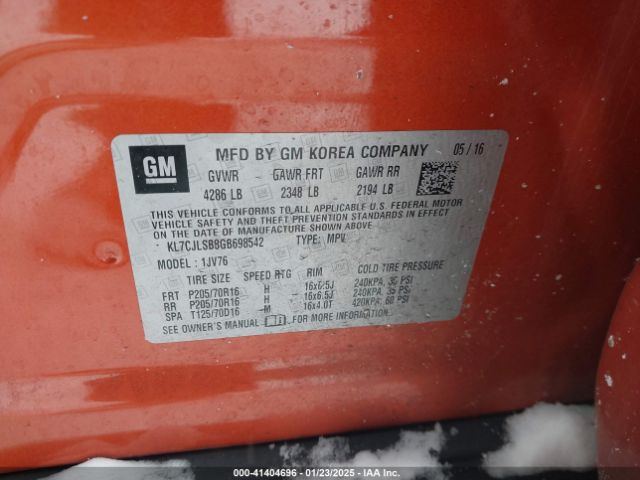 GM
MFD BY GM KOREA COMPANY 05/16
GVWR GAWR FRT GAWR RR
4286 LB 2348 LB 2194 LB
THIS VEHICLE CONFORMS TO ALL APPLICABLE U.S. FEDERAL MOTOR
VEHICLE SAFETY AND THEFT PREVENTION STANDARDS IN EFFECT ON THE
DATE OF MANUFACTURE SHOWN ABOVE.
KL7CJLSB8GB698542 TYPE: MPV
MODEL: 1JV76
TIRE SIZE SPEED RTG RIM COLD TIRE PRESSURE
FRT P205/70R16 H 16x6.5J 240KPA, 35 PSI
RR P205/70R16 H 16x6.5J 240KPA, 35 PSI
SPA T125/70D16 M 16x4.0T 420KPA, 60 PSI
SEE OWNER'S MANUAL FOR MORE INFORMATION.
000-41404696 01/23/2025 IAA Inc.